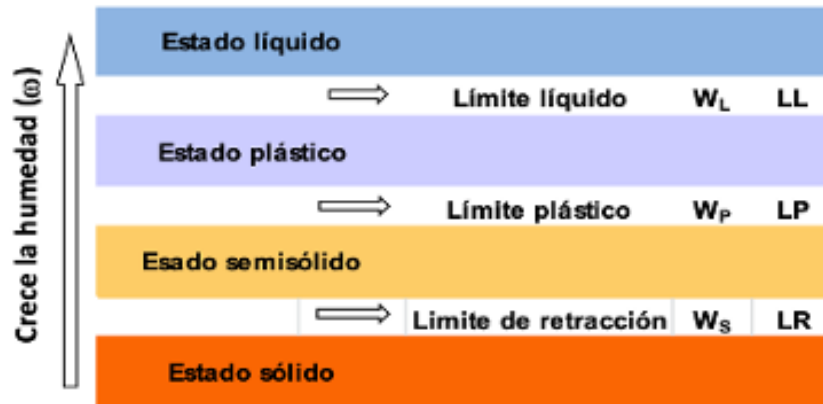 Crece la humedad (ω)
Estado líquido
Límite líquido W_L LL
Estado plástico
Límite plástico W_P LP
Esado semisólido
Limite de retracción W_S LR
Estado sólido